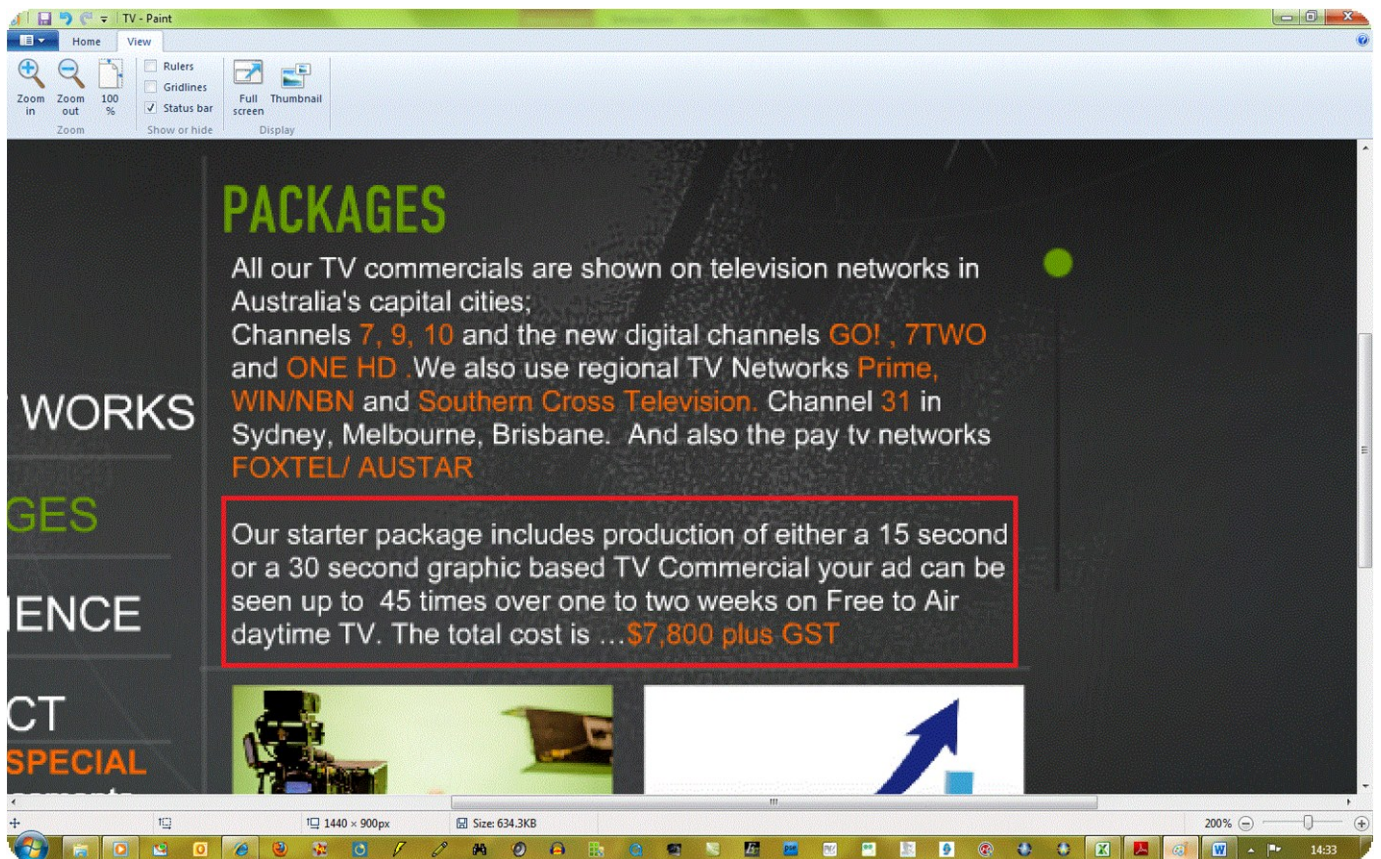 TV - Paint
Home View
Rulers
Gridlines
Status bar
Zoom in
Zoom out
100 %
Full screen
Thumbnail
Zoom
Show or hide
Display
PACKAGES
All our TV commercials are shown on television networks in
Australia's capital cities;
Channels 7, 9, 10 and the new digital channels GO! , 7TWO
and ONE HD .We also use regional TV Networks Prime,
WIN/NBN and Southern Cross Television. Channel 31 in
Sydney, Melbourne, Brisbane.  And also the pay tv networks
FOXTEL/ AUSTAR
Our starter package includes production of either a 15 second
or a 30 second graphic based TV Commercial your ad can be
seen up to  45 times over one to two weeks on Free to Air
daytime TV. The total cost is …$7,800 plus GST
WORKS
GES
IENCE
CT
SPECIAL
1440 × 900px
Size: 634.3KB
200%
14:33